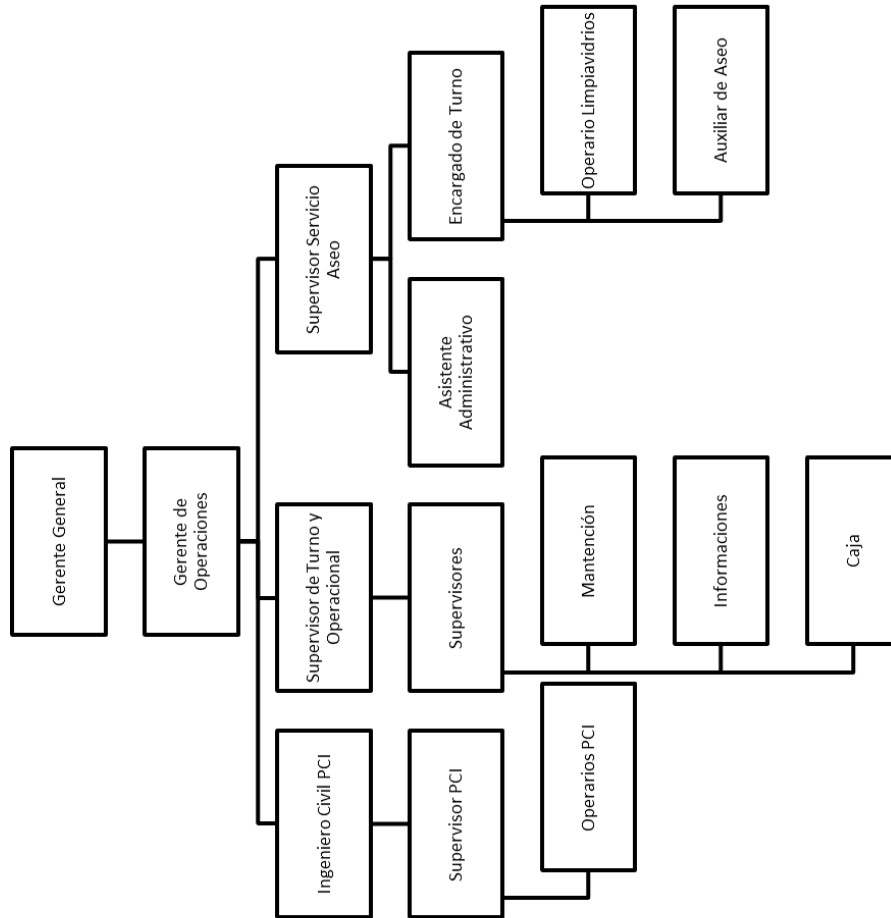 Gerente General
Gerente de
Operaciones
Ingeniero Civil PCI
Supervisor de Turno y
Operacional
Supervisor Servicio
Aseo
Supervisor PCI
Supervisores
Asistente
Administrativo
Encargado de Turno
Operarios PCI
Mantención
Operario Limpiavidrios
Informaciones
Auxiliar de Aseo
Caja